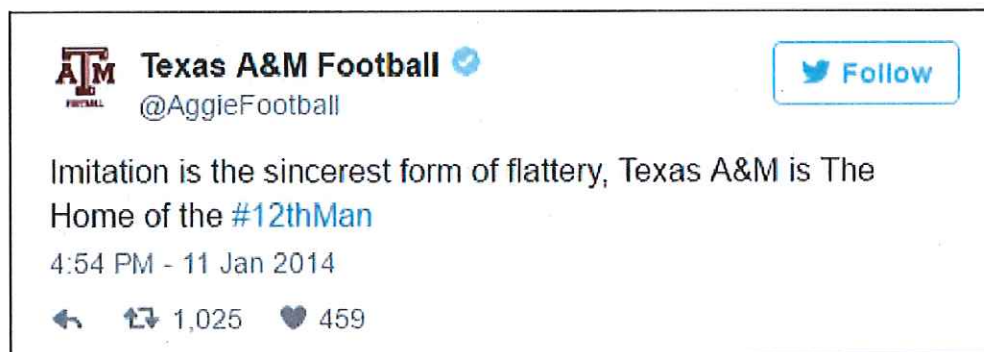 ATM Texas A&M Football
FOOTBALL @AggieFootball
Follow
Imitation is the sincerest form of flattery, Texas A&M is The
Home of the #12thMan
4:54 PM - 11 Jan 2014
1,025 459